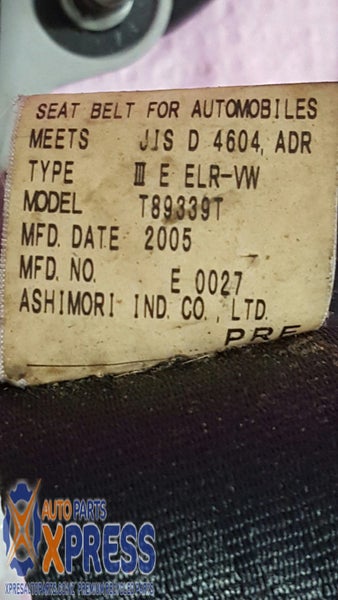 SEAT BELT FOR AUTOMOBILES
MEETS JIS D 4604, ADR
TYPE Ⅲ E ELR-VW
MODEL T89339T
MFD. DATE 2005
MFD. NO. E 0027
ASHIMORI IND. CO., LTD.
PRE
AUTO PARTS
XPRESS